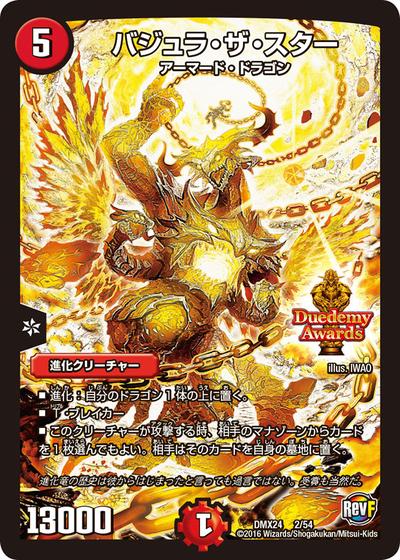 5
バジュラ・ザ・スター
アーマード・ドラゴン
Duedemy
Awards
illus. IWAO
進化クリーチャー
■進化：自分のドラゴン1体の上に置く。
■T・ブレイカー
■このクリーチャーが攻撃する時、相手のマナゾーンからカード
を1枚選んでもよい。相手はそのカードを自身の墓地に置く。
進化竜の歴史は彼からはじまったと言っても過言ではない。受賞も当然だ。
13000
1
DMX24 2/54
©2016 Wizards/Shogakukan/Mitsui-Kids
RevF